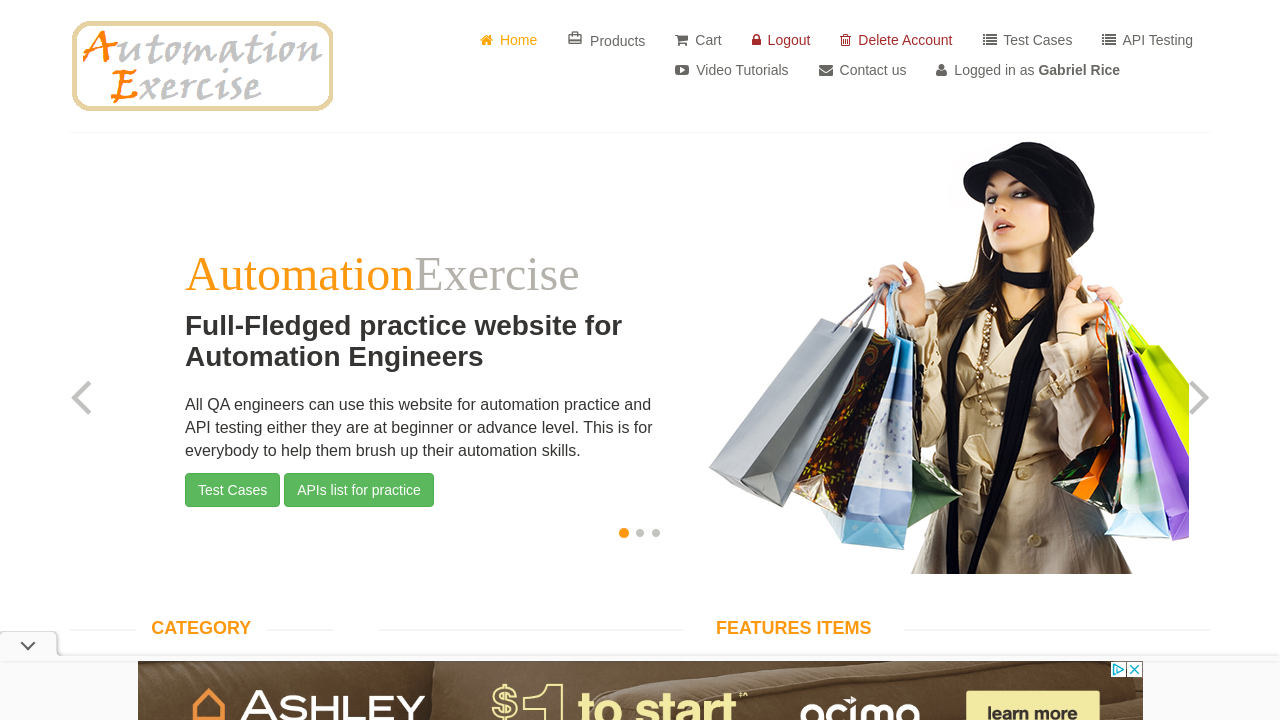 Automation
Exercise
Home Products Cart Logout Delete Account Test Cases API Testing
Video Tutorials Contact us Logged in as Gabriel Rice
AutomationExercise
Full-Fledged practice website for
Automation Engineers
All QA engineers can use this website for automation practice and
API testing either they are at beginner or advance level. This is for
everybody to help them brush up their automation skills.
Test Cases APIs list for practice
CATEGORY
FEATURES ITEMS
ASHLEY
$1 to start
acima
learn more